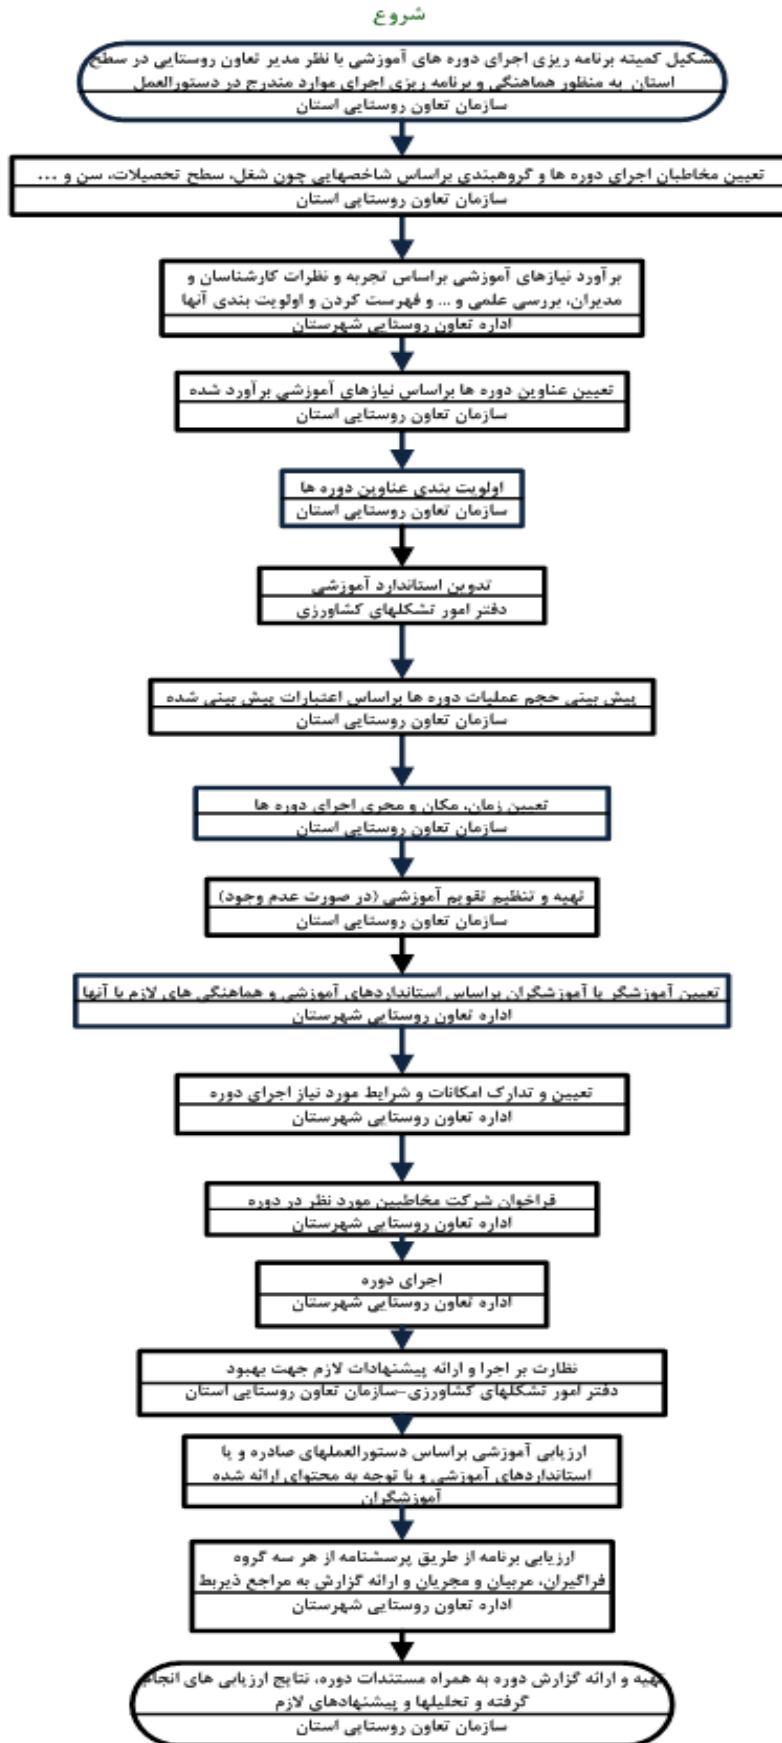 شروع
تشکیل کمیته برنامه ریزی اجرای دوره های آموزشی با نظر مدیر تعاون روستایی در سطح
استان به منظور هماهنگی و برنامه ریزی اجرای موارد مندرج در دستورالعمل
سازمان تعاون روستایی استان
تعیین مخاطبان اجرای دوره ها و گروهبندی براساس شاخصهایی چون شغل، سطح تحصیلات، سن و ...
سازمان تعاون روستایی استان
برآورد نیازهای آموزشی براساس تجربه و نظرات کارشناسان و
مدیران، بررسی علمی و ... و فهرست کردن و اولویت بندی آنها
اداره تعاون روستایی شهرستان
تعیین عناوین دوره ها براساس نیازهای آموزشی برآورد شده
سازمان تعاون روستایی استان
اولویت بندی عناوین دوره ها
سازمان تعاون روستایی استان
تدوین استاندارد آموزشی
دفتر امور تشکلهای کشاورزی
پیش بینی حجم عملیات دوره ها براساس اعتبارات پیش بینی شده
سازمان تعاون روستایی استان
تعیین زمان، مکان و مجری اجرای دوره ها
سازمان تعاون روستایی استان
تهیه و تنظیم تقویم آموزشی (در صورت عدم وجود)
سازمان تعاون روستایی استان
تعیین آموزشگر یا آموزشگران براساس استانداردهای آموزشی و هماهنگی های لازم با آنها
اداره تعاون روستایی شهرستان
تعیین و تدارک امکانات و شرایط مورد نیاز اجرای دوره
اداره تعاون روستایی شهرستان
فراخوان شرکت مخاطبین مورد نظر در دوره
اداره تعاون روستایی شهرستان
اجرای دوره
اداره تعاون روستایی شهرستان
نظارت بر اجرا و ارائه پیشنهادات لازم جهت بهبود
دفتر امور تشکلهای کشاورزی-سازمان تعاون روستایی استان
ارزیابی آموزشی براساس دستورالعملهای صادره و یا
استانداردهای آموزشی و با توجه به محتوای ارائه شده
آموزشگران
ارزیابی برنامه از طریق پرسشنامه از هر سه گروه
فراگیران، مربیان و مجریان و ارائه گزارش به مراجع ذیربط
اداره تعاون روستایی شهرستان
تهیه و ارائه گزارش دوره به همراه مستندات دوره، نتایج ارزیابی های انجام
گرفته و تحلیلها و پیشنهادهای لازم
سازمان تعاون روستایی استان